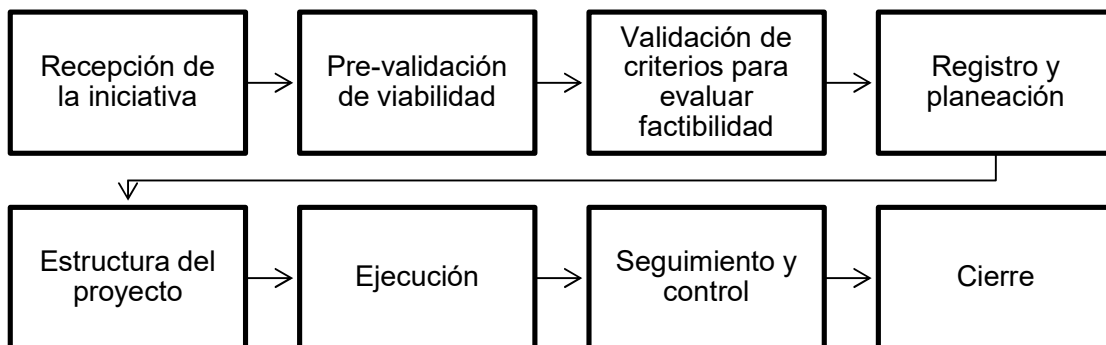 Recepción de
la iniciativa
Pre-validación
de viabilidad
Validación de
criterios para
evaluar
factibilidad
Registro y
planeación
Estructura del
proyecto
Ejecución
Seguimiento y
control
Cierre